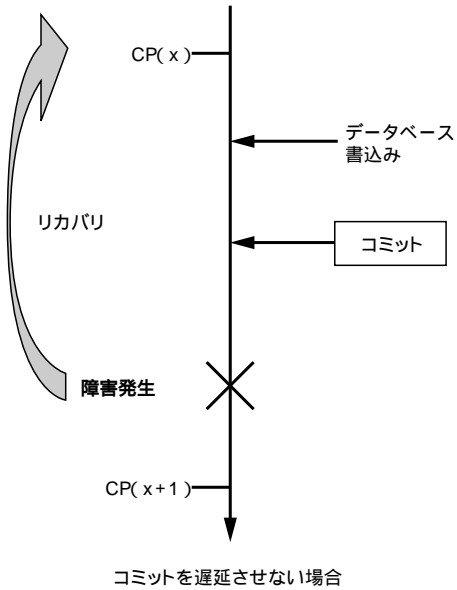 CP( x )
データベース
書込み
リカバリ
コミット
障害発生
CP( x+1 )
コミットを遅延させない場合